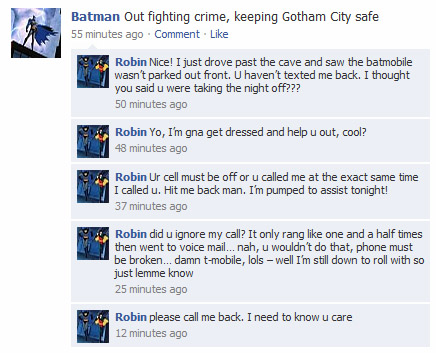 Batman Out fighting crime, keeping Gotham City safe
55 minutes ago · Comment · Like
Robin Nice! I just drove past the cave and saw the batmobile
wasn't parked out front. U haven't texted me back. I thought
you said u were taking the night off???
50 minutes ago
Robin Yo, I'm gna get dressed and help u out, cool?
48 minutes ago
Robin Ur cell must be off or u called me at the exact same time
I called u. Hit me back man. I'm pumped to assist tonight!
37 minutes ago
Robin did u ignore my call? It only rang like one and a half times
then went to voice mail... nah, u wouldn't do that, phone must
be broken... damn t-mobile, lols – well I'm still down to roll with so
just lemme know
25 minutes ago
Robin please call me back. I need to know u care
12 minutes ago